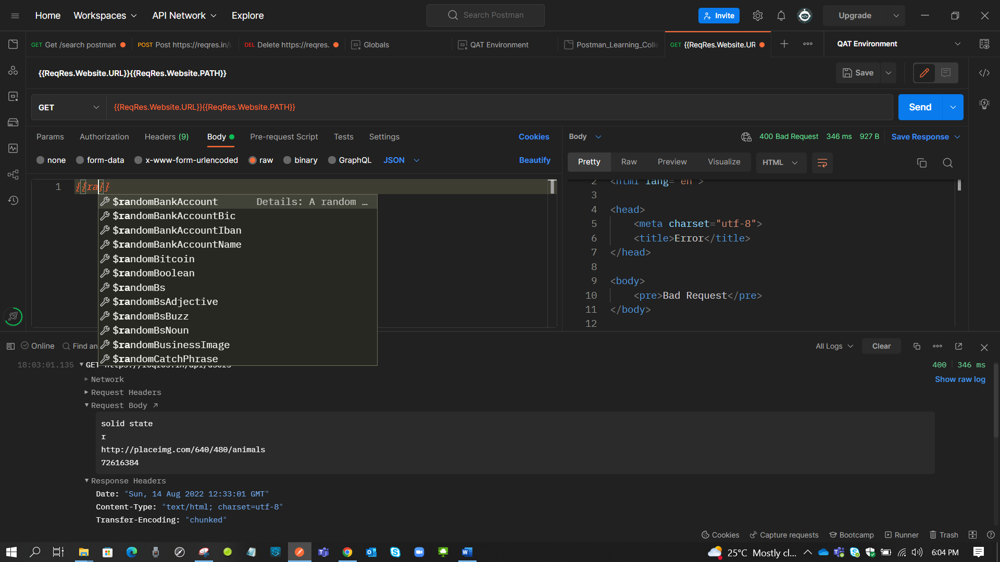 Home Workspaces API Network Explore Search Postman Invite Upgrade
GET Get /search postman POST Post https://reqres.in/u DEL Delete https://reqres. Globals QAT Environment Postman_Learning_Colle GET {{ReqRes.Website.UR QAT Environment
{{ReqRes.Website.URL}}{{ReqRes.Website.PATH}} Save
GET {{ReqRes.Website.URL}}{{ReqRes.Website.PATH}} Send
Params Authorization Headers (9) Body Pre-request Script Tests Settings Cookies
Body 400 Bad Request 346 ms 927 B Save Response
none form-data x-www-form-urlencoded raw binary GraphQL JSON Beautify
Pretty Raw Preview Visualize HTML
1 {{ra}}
$randomBankAccount Details: A random …
$randomBankAccountBic
$randomBankAccountIban
$randomBankAccountName
$randomBitcoin
$randomBoolean
$randomBs
$randomBsAdjective
$randomBsBuzz
$randomBsNoun
$randomBusinessImage
$randomCatchPhrase
2 <html lang="en">
3
4 <head>
5 <meta charset="utf-8">
6 <title>Error</title>
7 </head>
8
9 <body>
10 <pre>Bad Request</pre>
11 </body>
12
Online Find an All Logs Clear
18:03:01.135 GET https://reqres.in/api/users 400 346 ms
Network Show raw log
Request Headers
Request Body ↗
solid state
r
http://placeimg.com/640/480/animals
72616384
Response Headers
Date: "Sun, 14 Aug 2022 12:33:01 GMT"
Content-Type: "text/html; charset=utf-8"
Transfer-Encoding: "chunked"
Cookies Capture requests Bootcamp Runner Trash
25°C Mostly cl... 6:04 PM